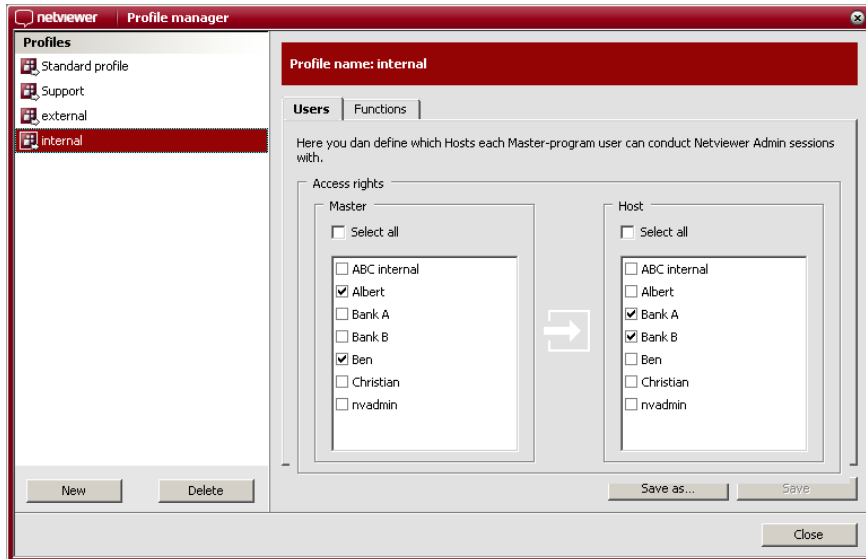 netviewer Profile manager
Profiles
Standard profile
Support
external
internal
New
Delete
Profile name: internal
Users
Functions
Here you dan define which Hosts each Master-program user can conduct Netviewer Admin sessions
with.
Access rights
Master
Select all
ABC internal
Albert
Bank A
Bank B
Ben
Christian
nvadmin
Host
Select all
ABC internal
Albert
Bank A
Bank B
Ben
Christian
nvadmin
Save as...
Save
Close